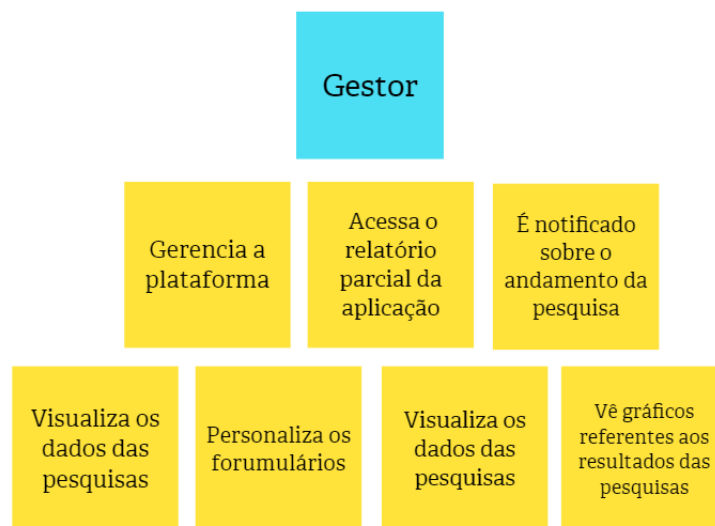 Gestor
Gerencia a
plataforma
Acessa o
relatório
parcial da
aplicação
É notificado
sobre o
andamento da
pesquisa
Visualiza os
dados das
pesquisas
Personaliza os
forumulários
Visualiza os
dados das
pesquisas
Vê gráficos
referentes aos
resultados das
pesquisas